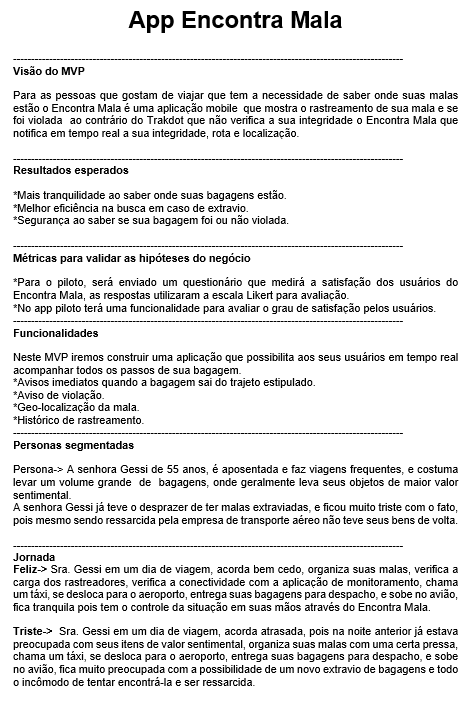 App Encontra Mala
------------------------------------------------------------------------------------------------------------
Visão do MVP
Para as pessoas que gostam de viajar que tem a necessidade de saber onde suas malas
estão o Encontra Mala é uma aplicação mobile que mostra o rastreamento de sua mala e se
foi violada ao contrário do Trakdot que não verifica a sua integridade o Encontra Mala que
notifica em tempo real a sua integridade, rota e localização.
------------------------------------------------------------------------------------------------------------
Resultados esperados
*Mais tranquilidade ao saber onde suas bagagens estão.
*Melhor eficiência na busca em caso de extravio.
*Segurança ao saber se sua bagagem foi ou não violada.
------------------------------------------------------------------------------------------------------------
Métricas para validar as hipóteses do negócio
*Para o piloto, será enviado um questionário que medirá a satisfação dos usuários do
Encontra Mala, as respostas utilizaram a escala Likert para avaliação.
*No app piloto terá uma funcionalidade para avaliar o grau de satisfação pelos usuários.
------------------------------------------------------------------------------------------------------------
Funcionalidades
Neste MVP iremos construir uma aplicação que possibilita aos seus usuários em tempo real
acompanhar todos os passos de sua bagagem.
*Avisos imediatos quando a bagagem sai do trajeto estipulado.
*Aviso de violação.
*Geo-localização da mala.
*Histórico de rastreamento.
------------------------------------------------------------------------------------------------------------
Personas segmentadas
Persona-> A senhora Gessi de 55 anos, é aposentada e faz viagens frequentes, e costuma
levar um volume grande de bagagens, onde geralmente leva seus objetos de maior valor
sentimental.
A senhora Gessi já teve o desprazer de ter malas extraviadas, e ficou muito triste com o fato,
pois mesmo sendo ressarcida pela empresa de transporte aéreo não teve seus bens de volta.
------------------------------------------------------------------------------------------------------------
Jornada
Feliz-> Sra. Gessi em um dia de viagem, acorda bem cedo, organiza suas malas, verifica a
carga dos rastreadores, verifica a conectividade com a aplicação de monitoramento, chama
um táxi, se desloca para o aeroporto, entrega suas bagagens para despacho, e sobe no avião,
fica tranquila pois tem o controle da situação em suas mãos através do Encontra Mala.
Triste-> Sra. Gessi em um dia de viagem, acorda atrasada, pois na noite anterior já estava
preocupada com seus itens de valor sentimental, organiza suas malas com uma certa pressa,
chama um táxi, se desloca para o aeroporto, entrega suas bagagens para despacho, e sobe
no avião, fica muito preocupada com a possibilidade de um novo extravio de bagagens e todo
o incômodo de tentar encontrá-la e ser ressarcida.